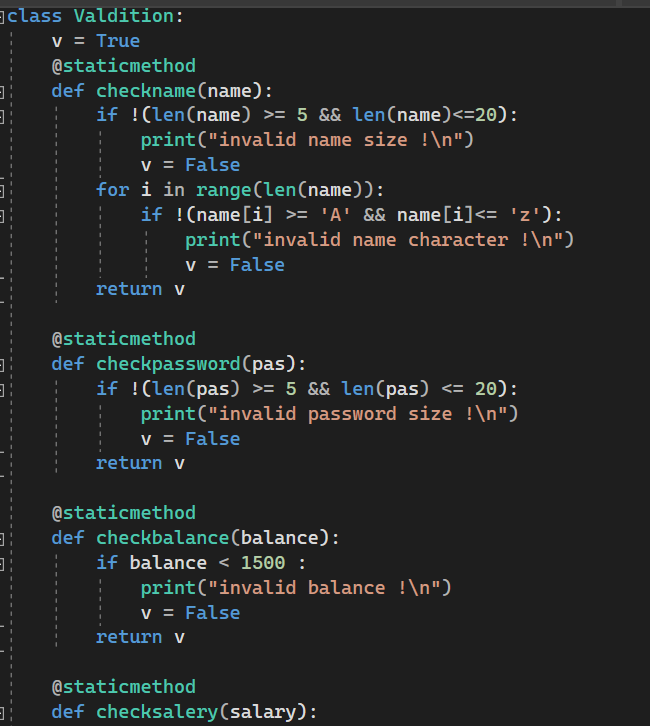 class Valdition:
    v = True
    @staticmethod
    def checkname(name):
        if !(len(name) >= 5 && len(name)<=20):
            print("invalid name size !\n")
            v = False
        for i in range(len(name)):
            if !(name[i] >= 'A' && name[i]<= 'z'):
                print("invalid name character !\n")
                v = False
        return v

    @staticmethod
    def checkpassword(pas):
        if !(len(pas) >= 5 && len(pas) <= 20):
            print("invalid password size !\n")
            v = False
        return v

    @staticmethod
    def checkbalance(balance):
        if balance < 1500 :
            print("invalid balance !\n")
            v = False
        return v

    @staticmethod
    def checksalery(salary):